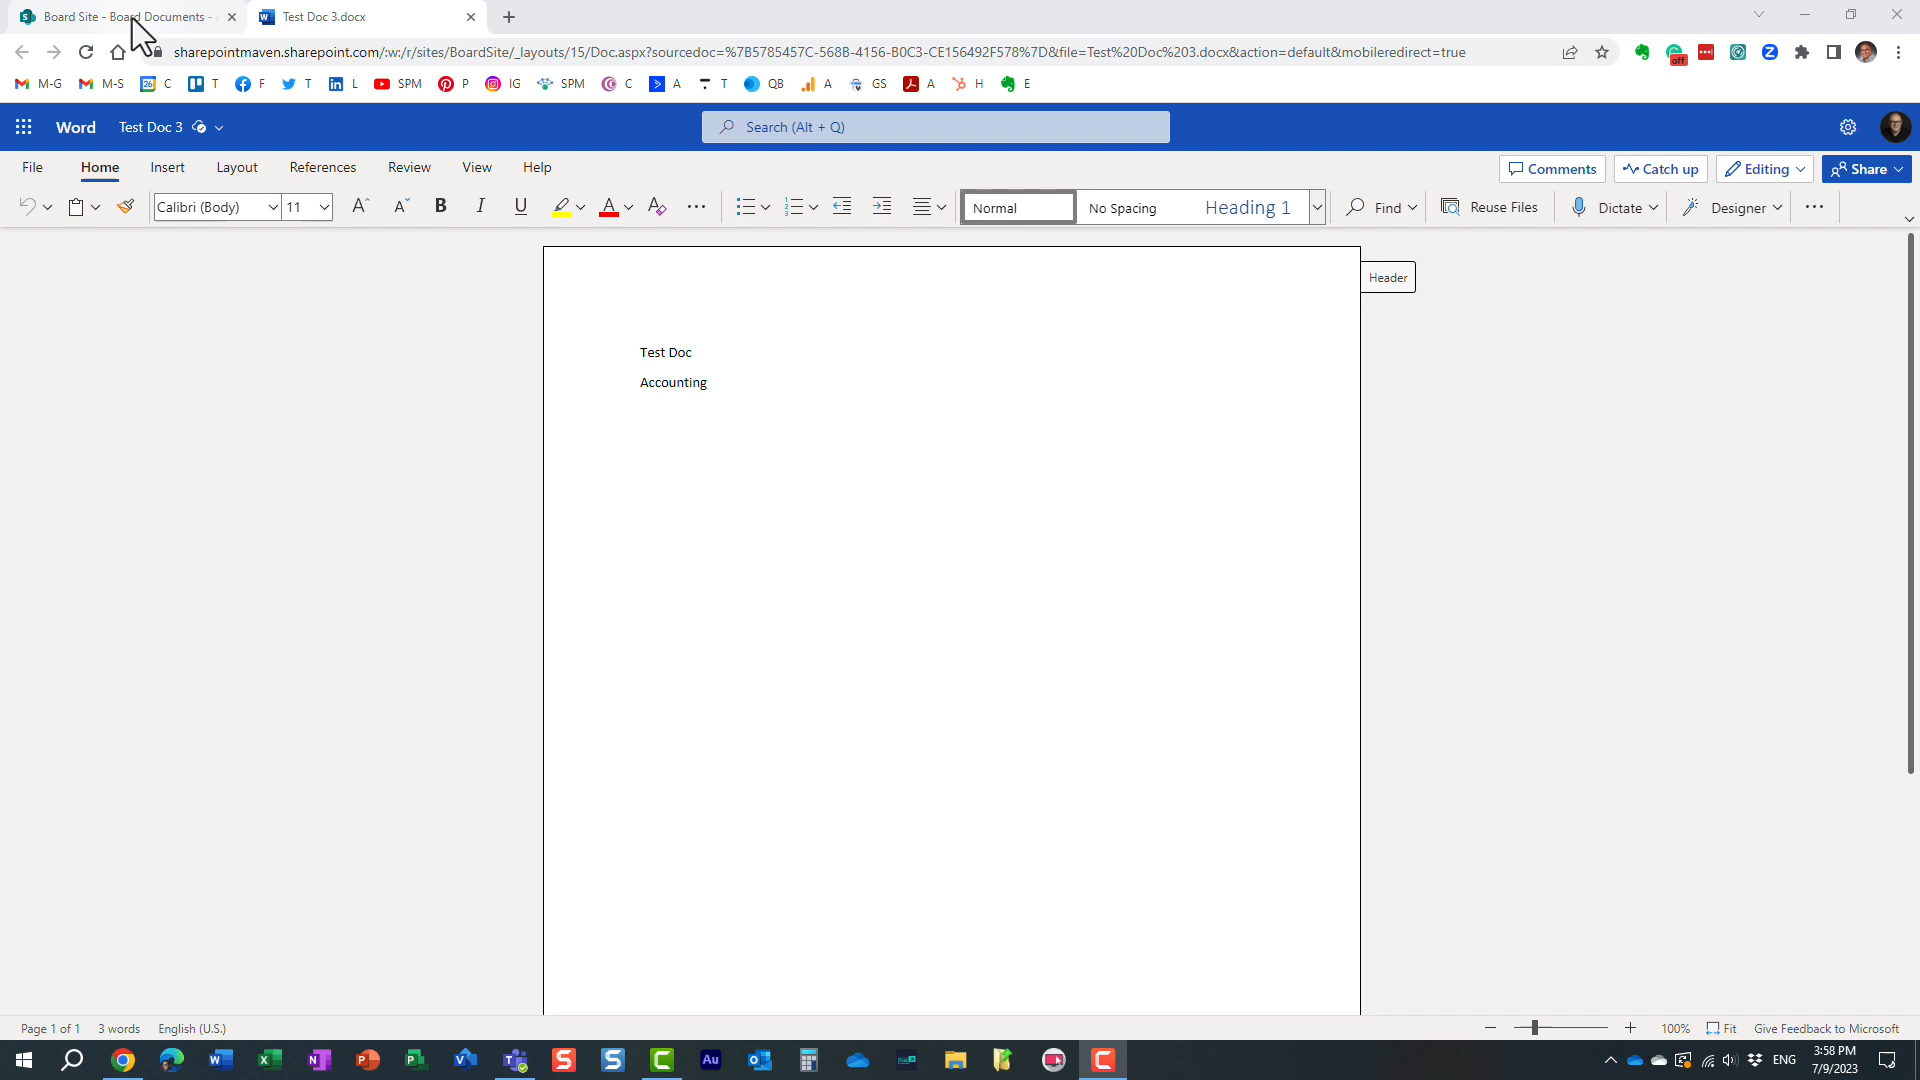 Board Site - Board Documents -
Test Doc 3.docx
sharepointmaven.sharepoint.com/:w:/r/sites/BoardSite/_layouts/15/Doc.aspx?sourcedoc=%7B5785457C-568B-4156-B0C3-CE156492F578%7D&file=Test%20Doc%203.docx&action=default&mobileredirect=true
off
M-G M-S 26 C T F T L SPM P IG SPM C A T QB A GS A H E
Word Test Doc 3 Search (Alt + Q)
File Home Insert Layout References Review View Help Comments Catch up Editing Share
Calibri (Body) 11 Normal No Spacing Heading 1 Find Reuse Files Dictate Designer
Header
Test Doc
Accounting
Page 1 of 1 3 words English (U.S.) 100% Fit Give Feedback to Microsoft
ENG 3:58 PM
7/9/2023